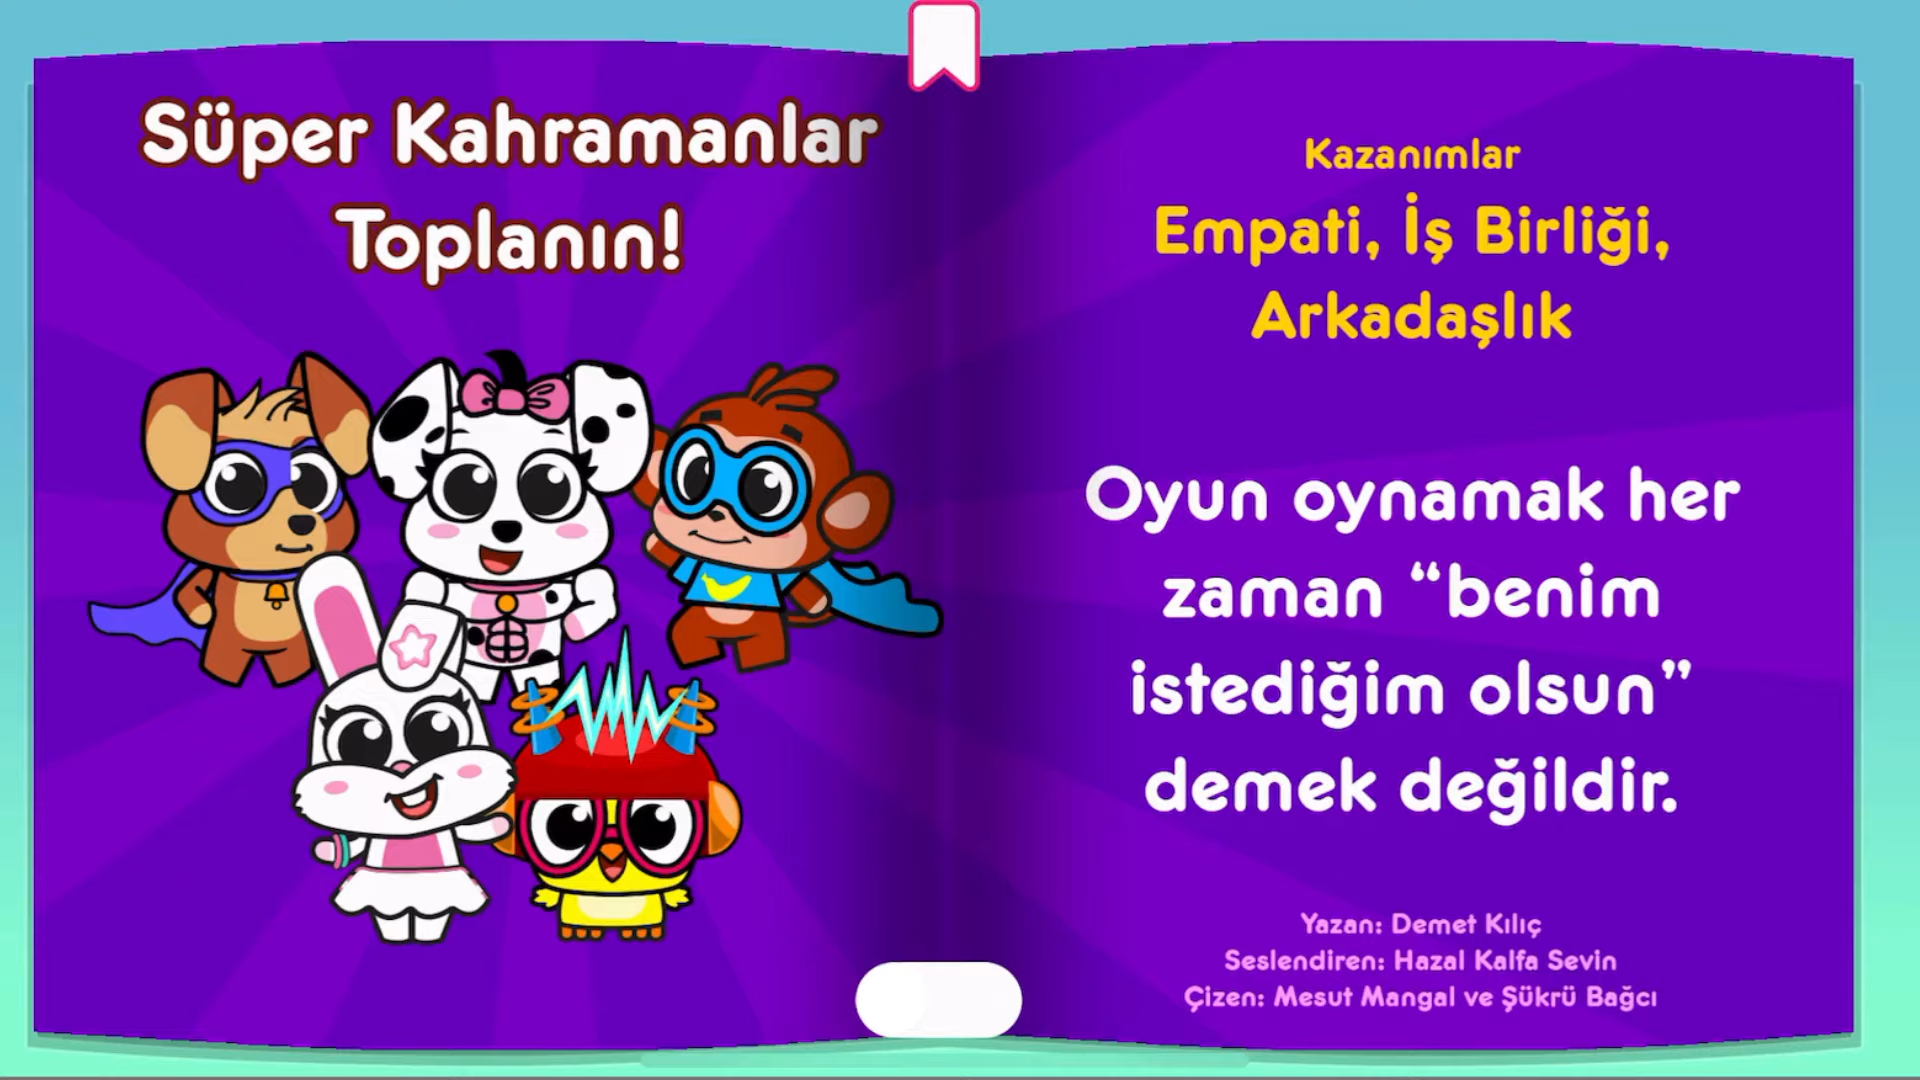 Süper Kahramanlar
Toplanın!
Kazanımlar
Empati, İş Birliği,
Arkadaşlık
Oyun oynamak her
zaman “benim
istediğim olsun”
demek değildir.
Yazan: Demet Kılıç
Seslendiren: Hazal Kalfa Sevin
Çizen: Mesut Mangal ve Şükrü Bağcı